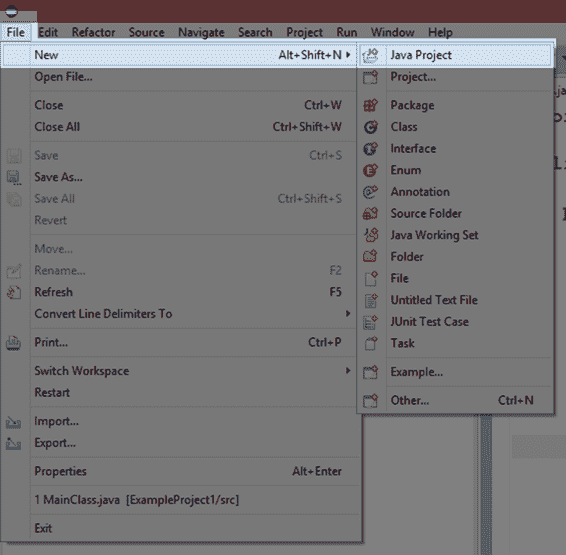 File Edit Refactor Source Navigate Search Project Run Window Help
New Alt+Shift+N
Open File...
Close Ctrl+W
Close All Ctrl+Shift+W
Save Ctrl+S
Save As...
Save All Ctrl+Shift+S
Revert
Move...
Rename... F2
Refresh F5
Convert Line Delimiters To
Print... Ctrl+P
Switch Workspace
Restart
Import...
Export...
Properties Alt+Enter
1 MainClass.java [ExampleProject1/src]
Exit
Java Project
Project...
Package
Class
Interface
Enum
Annotation
Source Folder
Java Working Set
Folder
File
Untitled Text File
JUnit Test Case
Task
Example...
Other... Ctrl+N